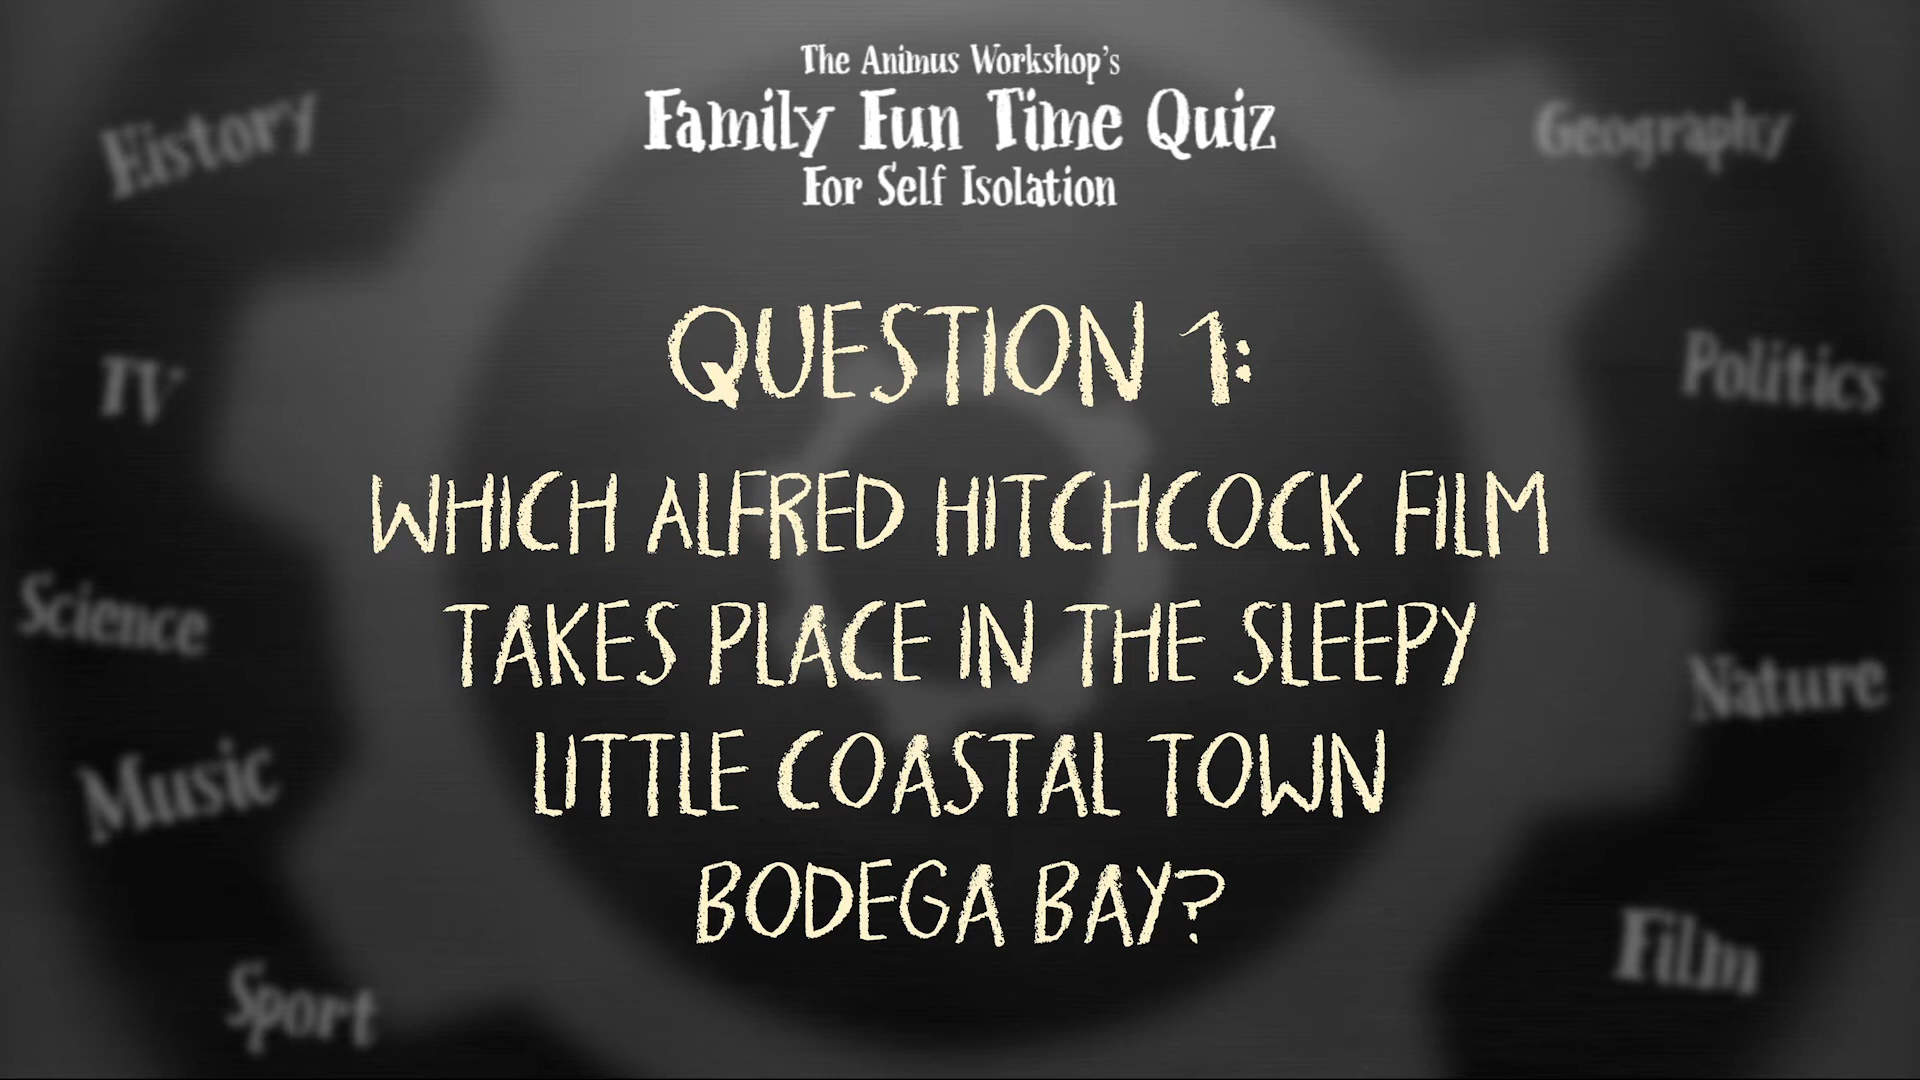 The Animus Workshop's
Family Fun Time Quiz
For Self Isolation
History
Geography
QUESTION 1:
TV
Politics
WHICH ALFRED HITCHCOCK FILM
TAKES PLACE IN THE SLEEPY
Science
Nature
LITTLE COASTAL TOWN
Music
BODEGA BAY?
Film
Sport